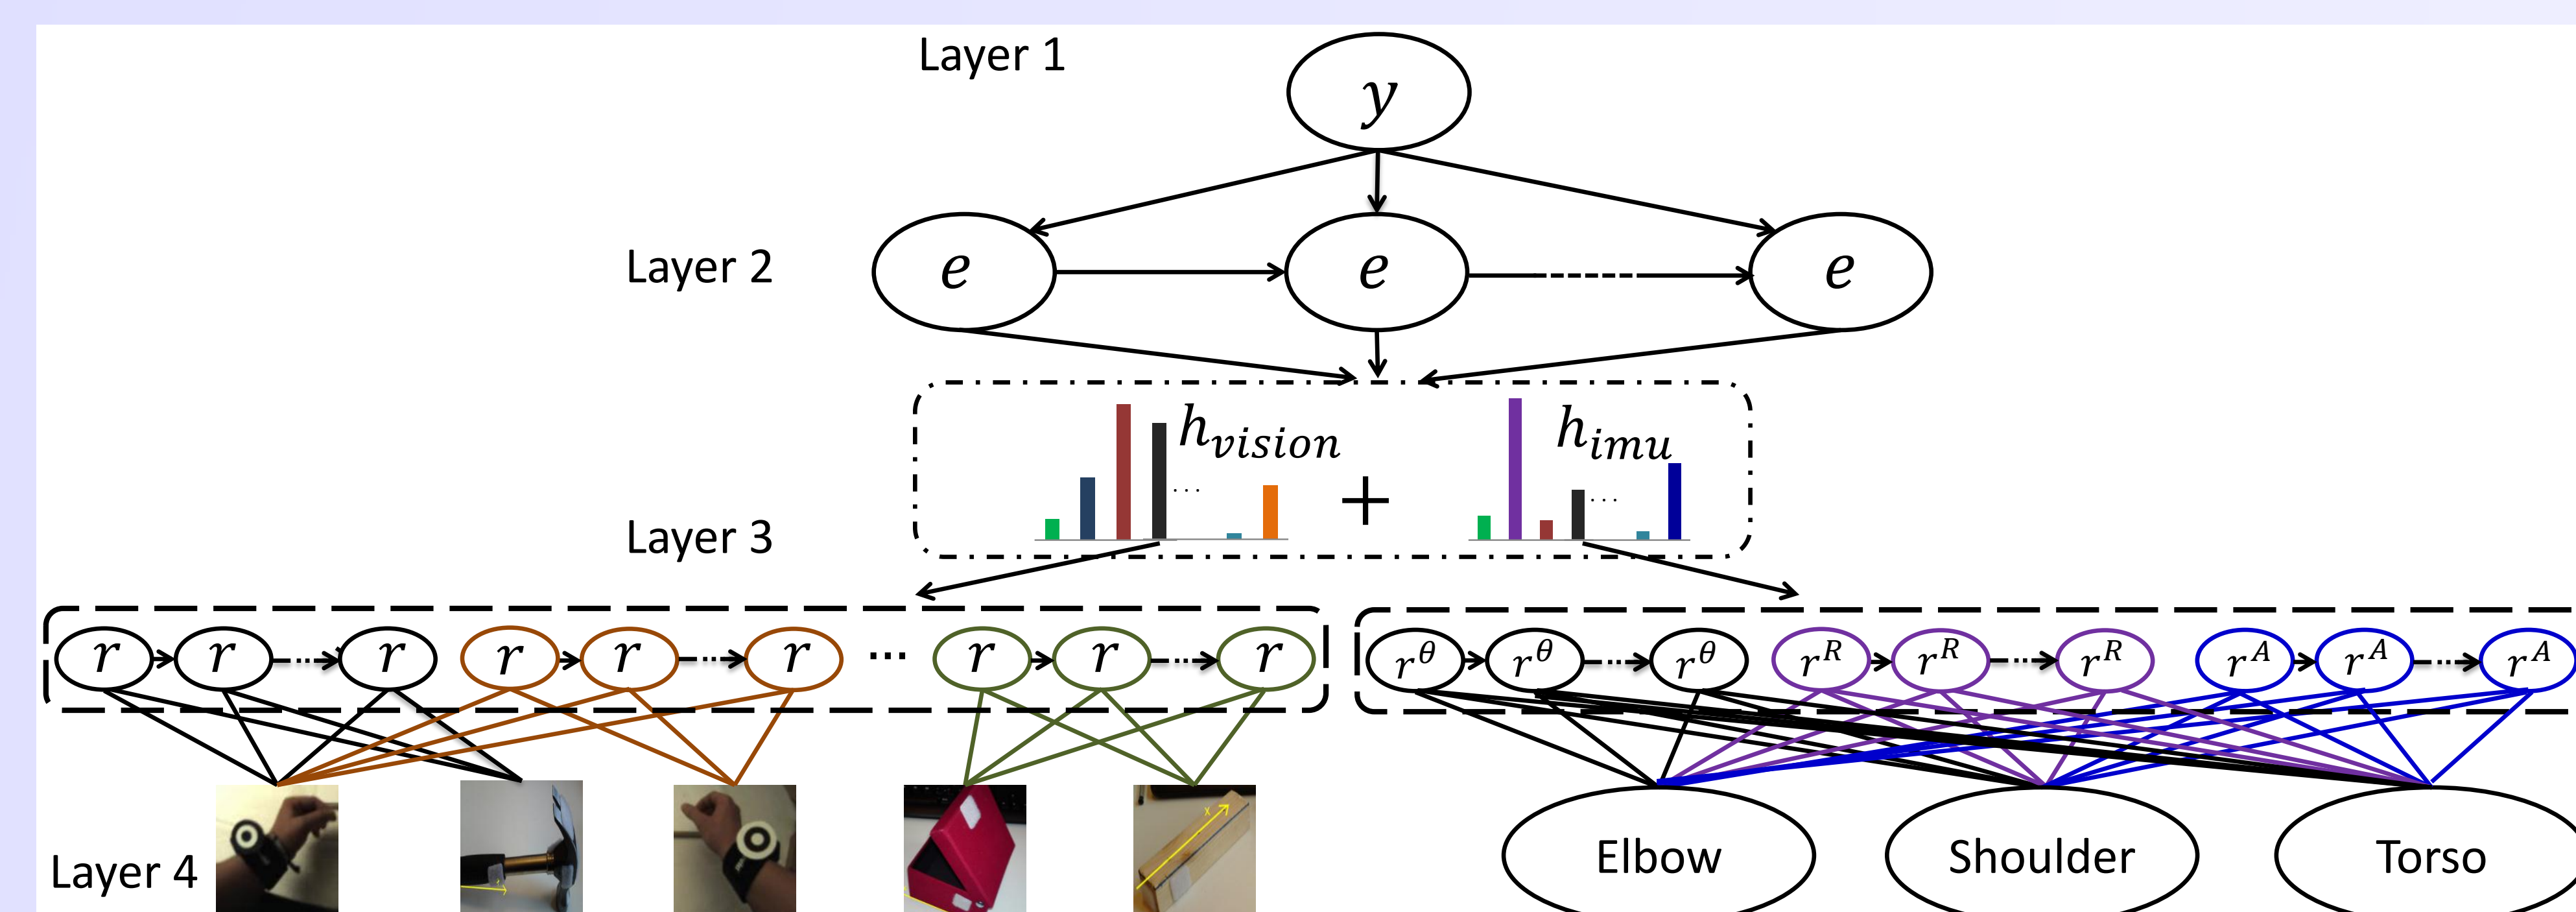 Layer 1
y
Layer 2
e e e
h_vision h_imu
... + ...
Layer 3
r r r r r r ... r r r r^θ r^θ r^θ r^R r^R r^R r^A r^A r^A
Layer 4
Elbow Shoulder Torso